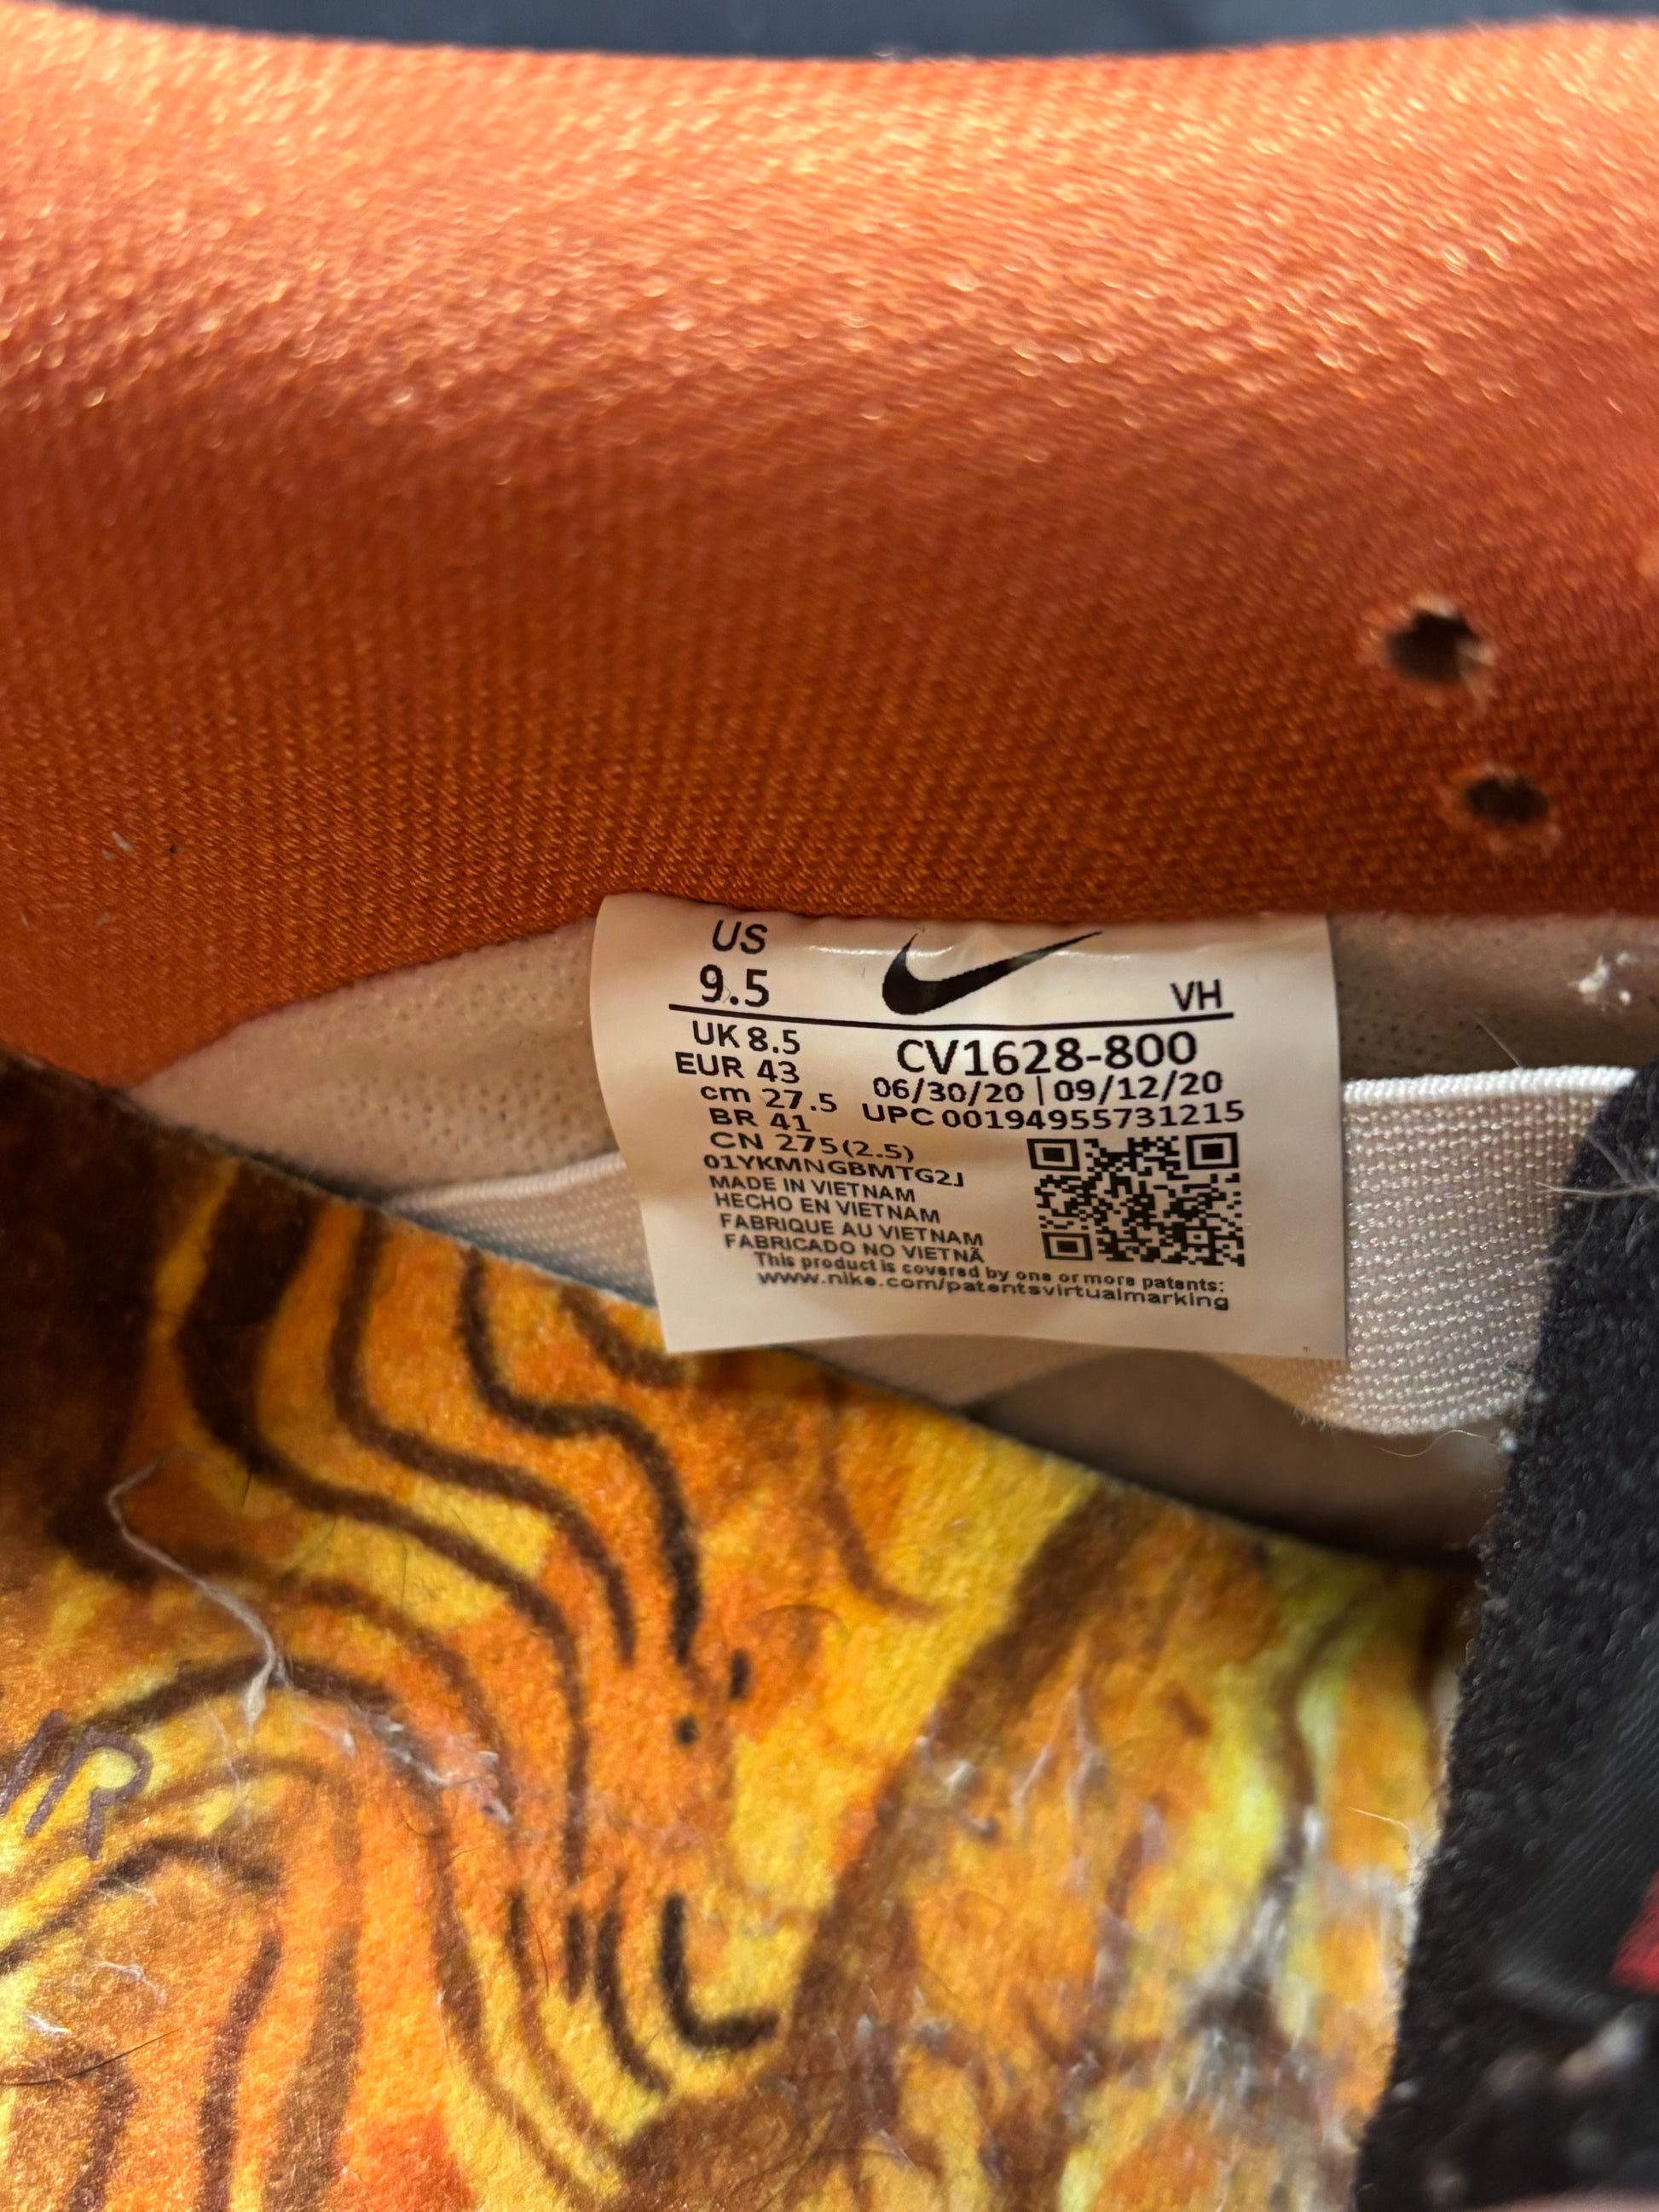 US
9.5
VH
UK 8.5
EUR 43
cm 27.5
BR 41
CN 275(2.5)
CV1628-800
06/30/20 | 09/12/20
UPC 00194955731215
01YKMNGBMTG2J
MADE IN VIETNAM
HECHO EN VIETNAM
FABRIQUE AU VIETNAM
FABRICADO NO VIETNÃ
This product is covered by one or more patents:
www.nike.com/patentsvirtualmarking